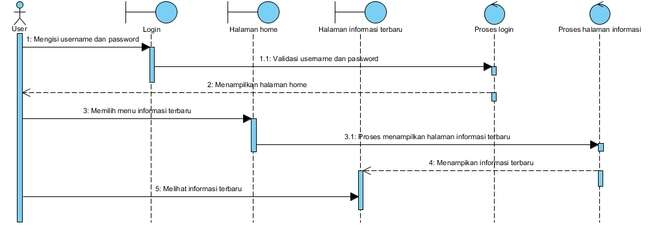 User
Login
Halaman home
Halaman informasi terbaru
Proses login
Proses halaman informasi
1: Mengisi username dan password
1.1: Validasi username dan password
2: Menampilkan halaman home
3: Memilih menu informasi terbaru
3.1: Proses menampilkan halaman informasi terbaru
4: Menampikan informasi terbaru
5: Melihat informasi terbaru